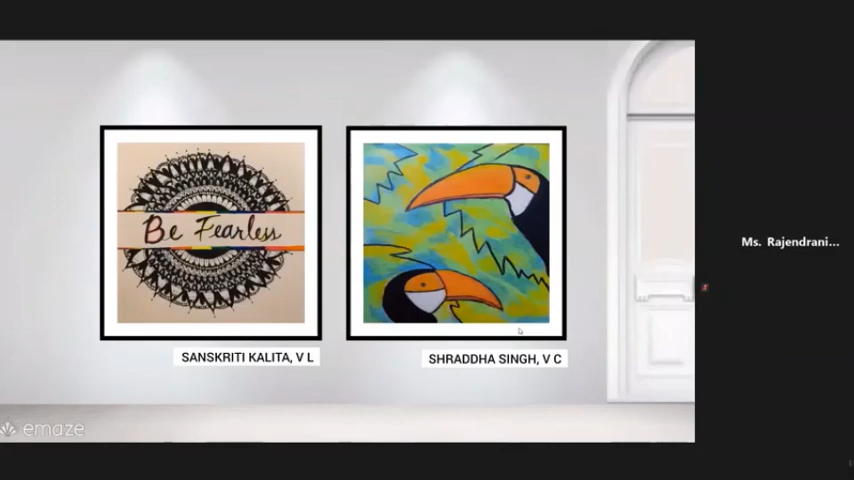 Be Fearless
SANSKRITI KALITA, V L
SHRADDHA SINGH, V C
Ms. Rajendrani...
emaze